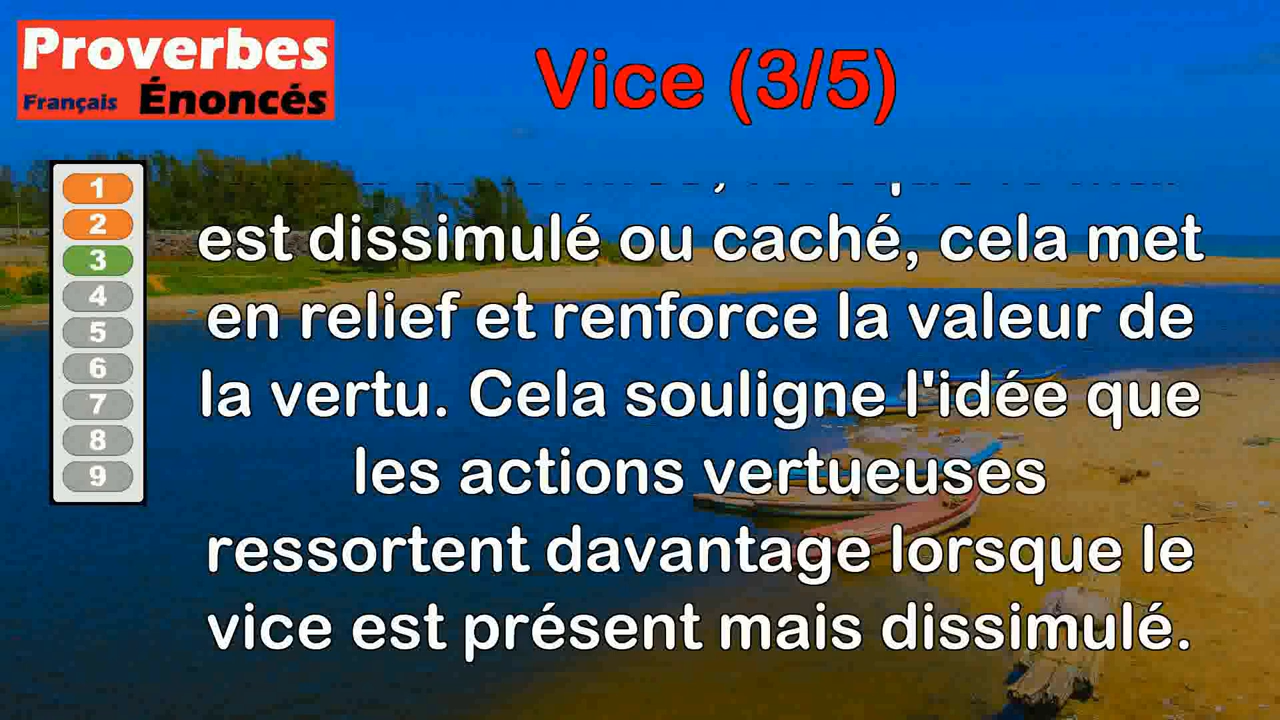 Proverbes
Français Énoncés
Vice (3/5)
1
2
3
4
5
6
7
8
9
est dissimulé ou caché, cela met
en relief et renforce la valeur de
la vertu. Cela souligne l'idée que
les actions vertueuses
ressortent davantage lorsque le
vice est présent mais dissimulé.